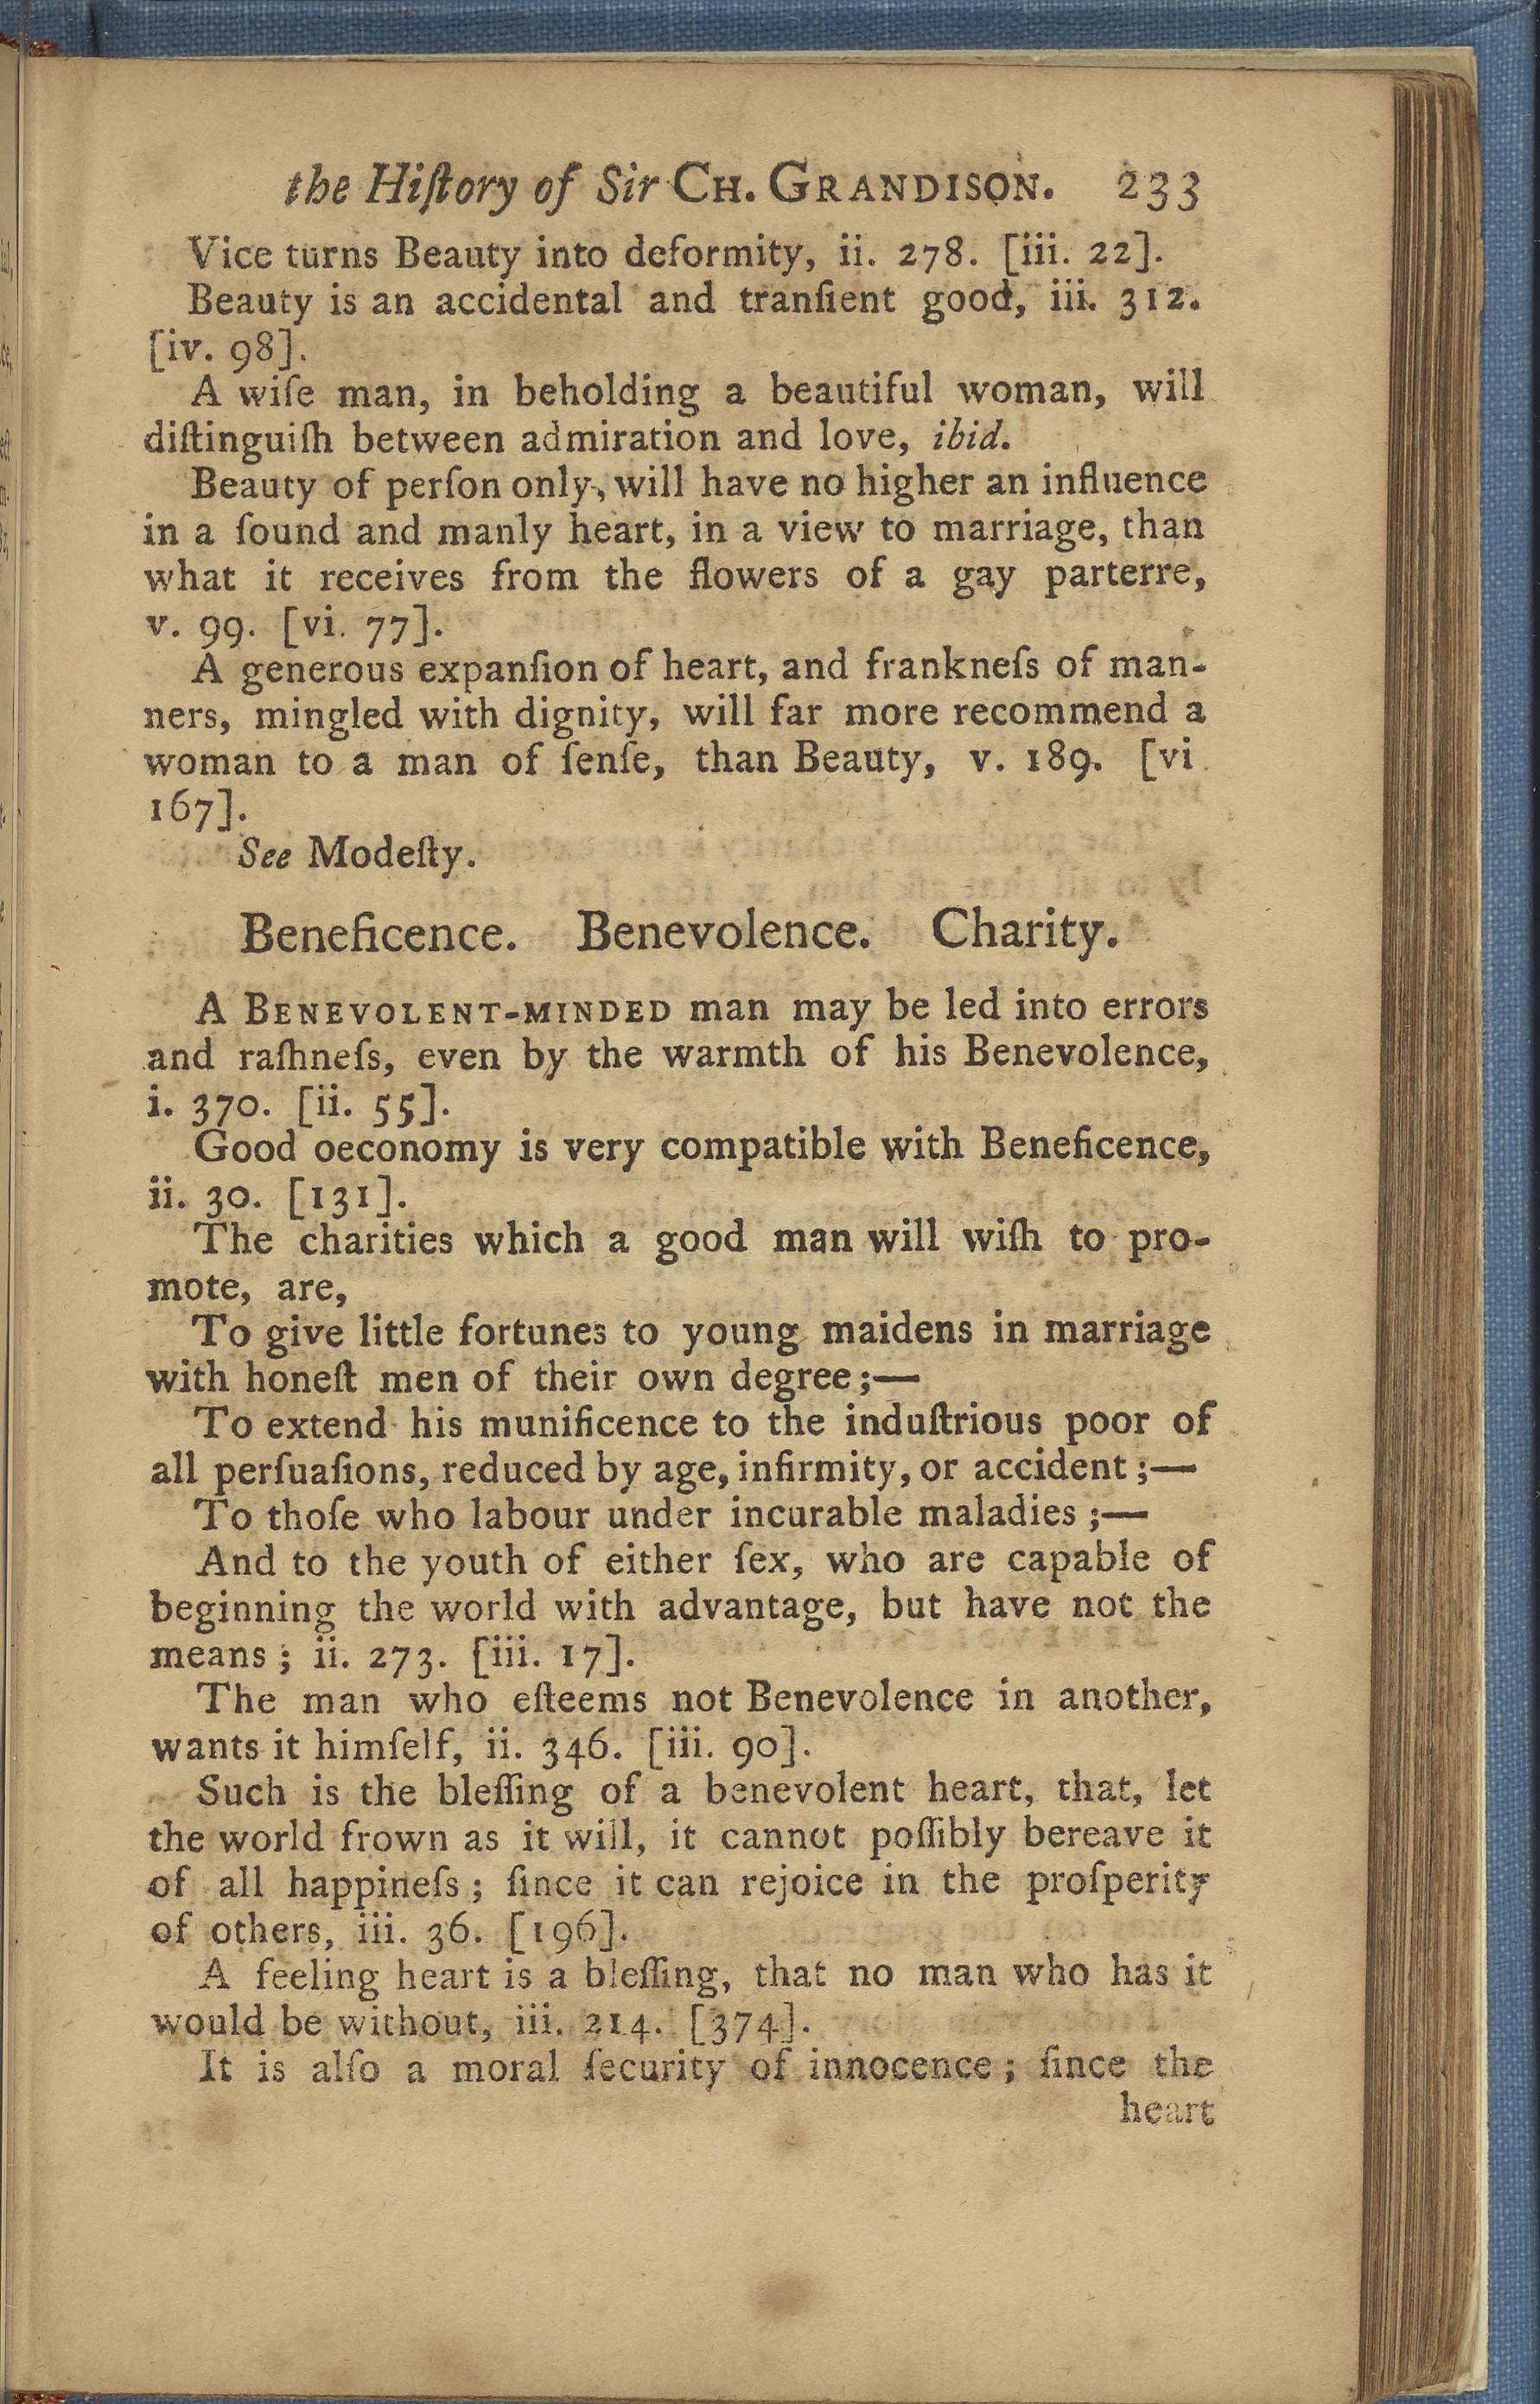 the Hiſtory of Sir CH. GRANDISON. 233
Vice turns Beauty into deformity, ii. 278. [iii. 22].
Beauty is an accidental and tranſient good, iii. 312.
[iv. 98].
A wiſe man, in beholding a beautiful woman, will
diſtinguiſh between admiration and love, ibid.
Beauty of perſon only, will have no higher an influence
in a ſound and manly heart, in a view to marriage, than
what it receives from the flowers of a gay parterre,
v. 99. [vi. 77].
A generous expanſion of heart, and frankneſs of man-
ners, mingled with dignity, will far more recommend a
woman to a man of ſenſe, than Beauty, v. 189. [vi
167].
See Modeſty.
Beneficence. Benevolence. Charity.
A BENEVOLENT-MINDED man may be led into errors
and raſhneſs, even by the warmth of his Benevolence,
i. 370. [ii. 55].
Good oeconomy is very compatible with Beneficence,
ii. 30. [131].
The charities which a good man will wiſh to pro-
mote, are,
To give little fortunes to young maidens in marriage
with honeſt men of their own degree;—
To extend his munificence to the induſtrious poor of
all perſuaſions, reduced by age, infirmity, or accident;—
To thoſe who labour under incurable maladies;—
And to the youth of either ſex, who are capable of
beginning the world with advantage, but have not the
means; ii. 273. [iii. 17].
The man who eſteems not Benevolence in another,
wants it himſelf, ii. 346. [iii. 90].
Such is the bleſſing of a benevolent heart, that, let
the world frown as it will, it cannot poſſibly bereave it
of all happineſs; ſince it can rejoice in the proſperity
of others, iii. 36. [196].
A feeling heart is a bleſſing, that no man who has it
would be without, iii. 214. [374].
It is alſo a moral ſecurity of innocence; ſince the
heart